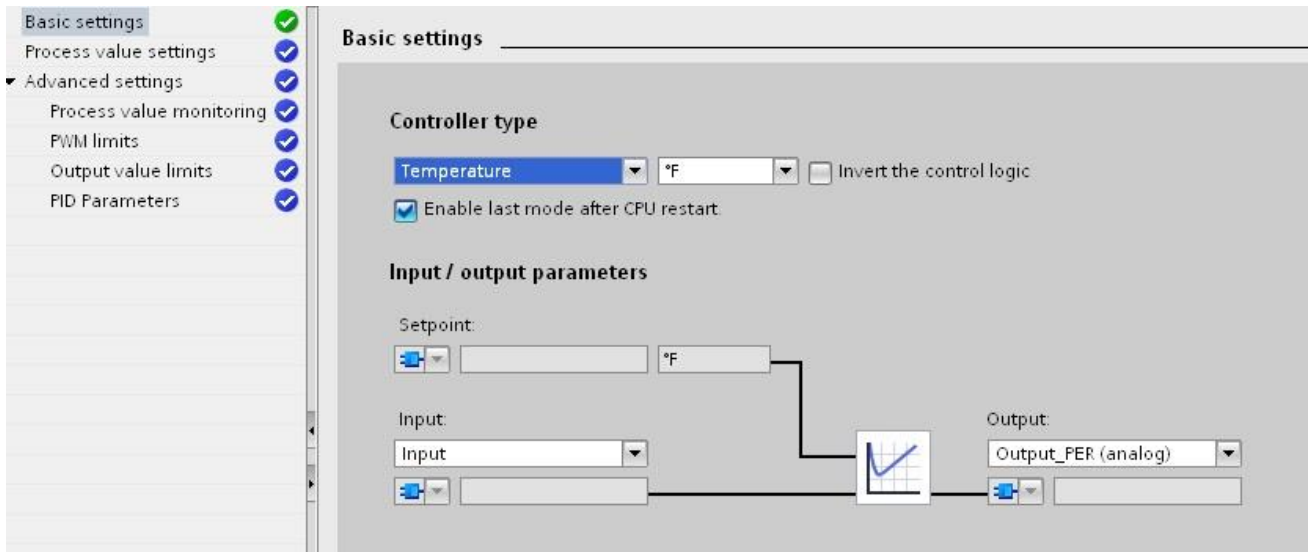 Basic settings
Process value settings
Advanced settings
Process value monitoring
PWM limits
Output value limits
PID Parameters
Basic settings
Controller type
Temperature °F Invert the control logic
Enable last mode after CPU restart.
Input / output parameters
Setpoint:
°F
Input: Output:
Input Output_PER (analog)